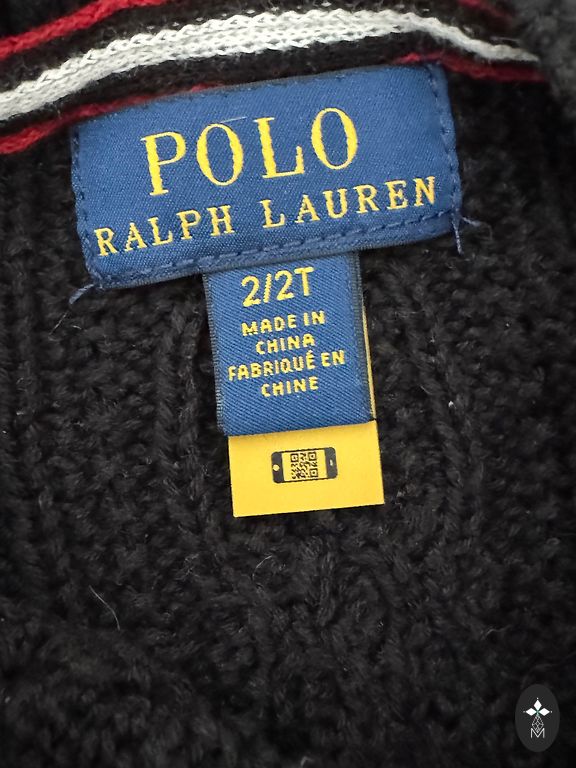 POLO
RALPH LAUREN
2/2T
MADE IN
CHINA
FABRIQUÉ EN
CHINE